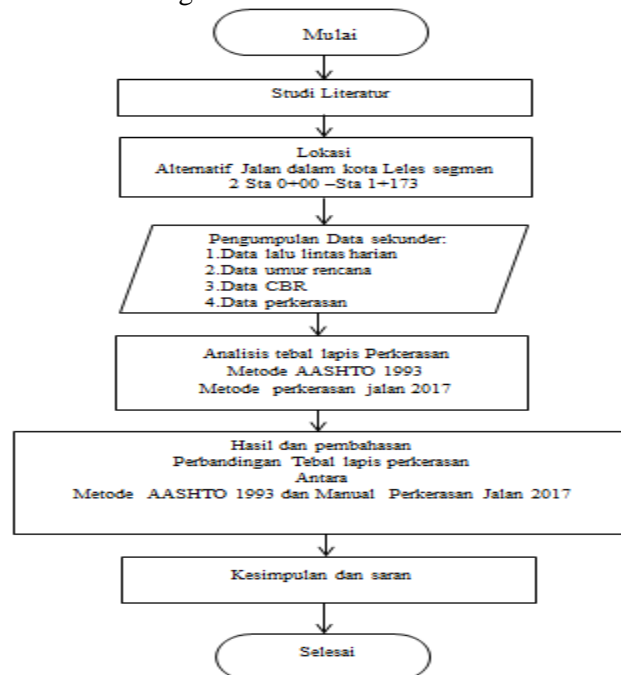 Mulai
Studi Literatur
Lokasi
Alternatif Jalan dalam kota Leles segmen
2 Sta 0+00 –Sta 1+173
Pengumpulan Data sekunder:
1.Data lalu lintas harian
2.Data umur rencana
3.Data CBR
4.Data perkerasan
Analisis tebal lapis Perkerasan
Metode AASHTO 1993
Metode perkerasan jalan 2017
Hasil dan pembahasan
Perbandingan Tebal lapis perkerasan
Antara
Metode AASHTO 1993 dan Manual Perkerasan Jalan 2017
Kesimpulan dan saran
Selesai